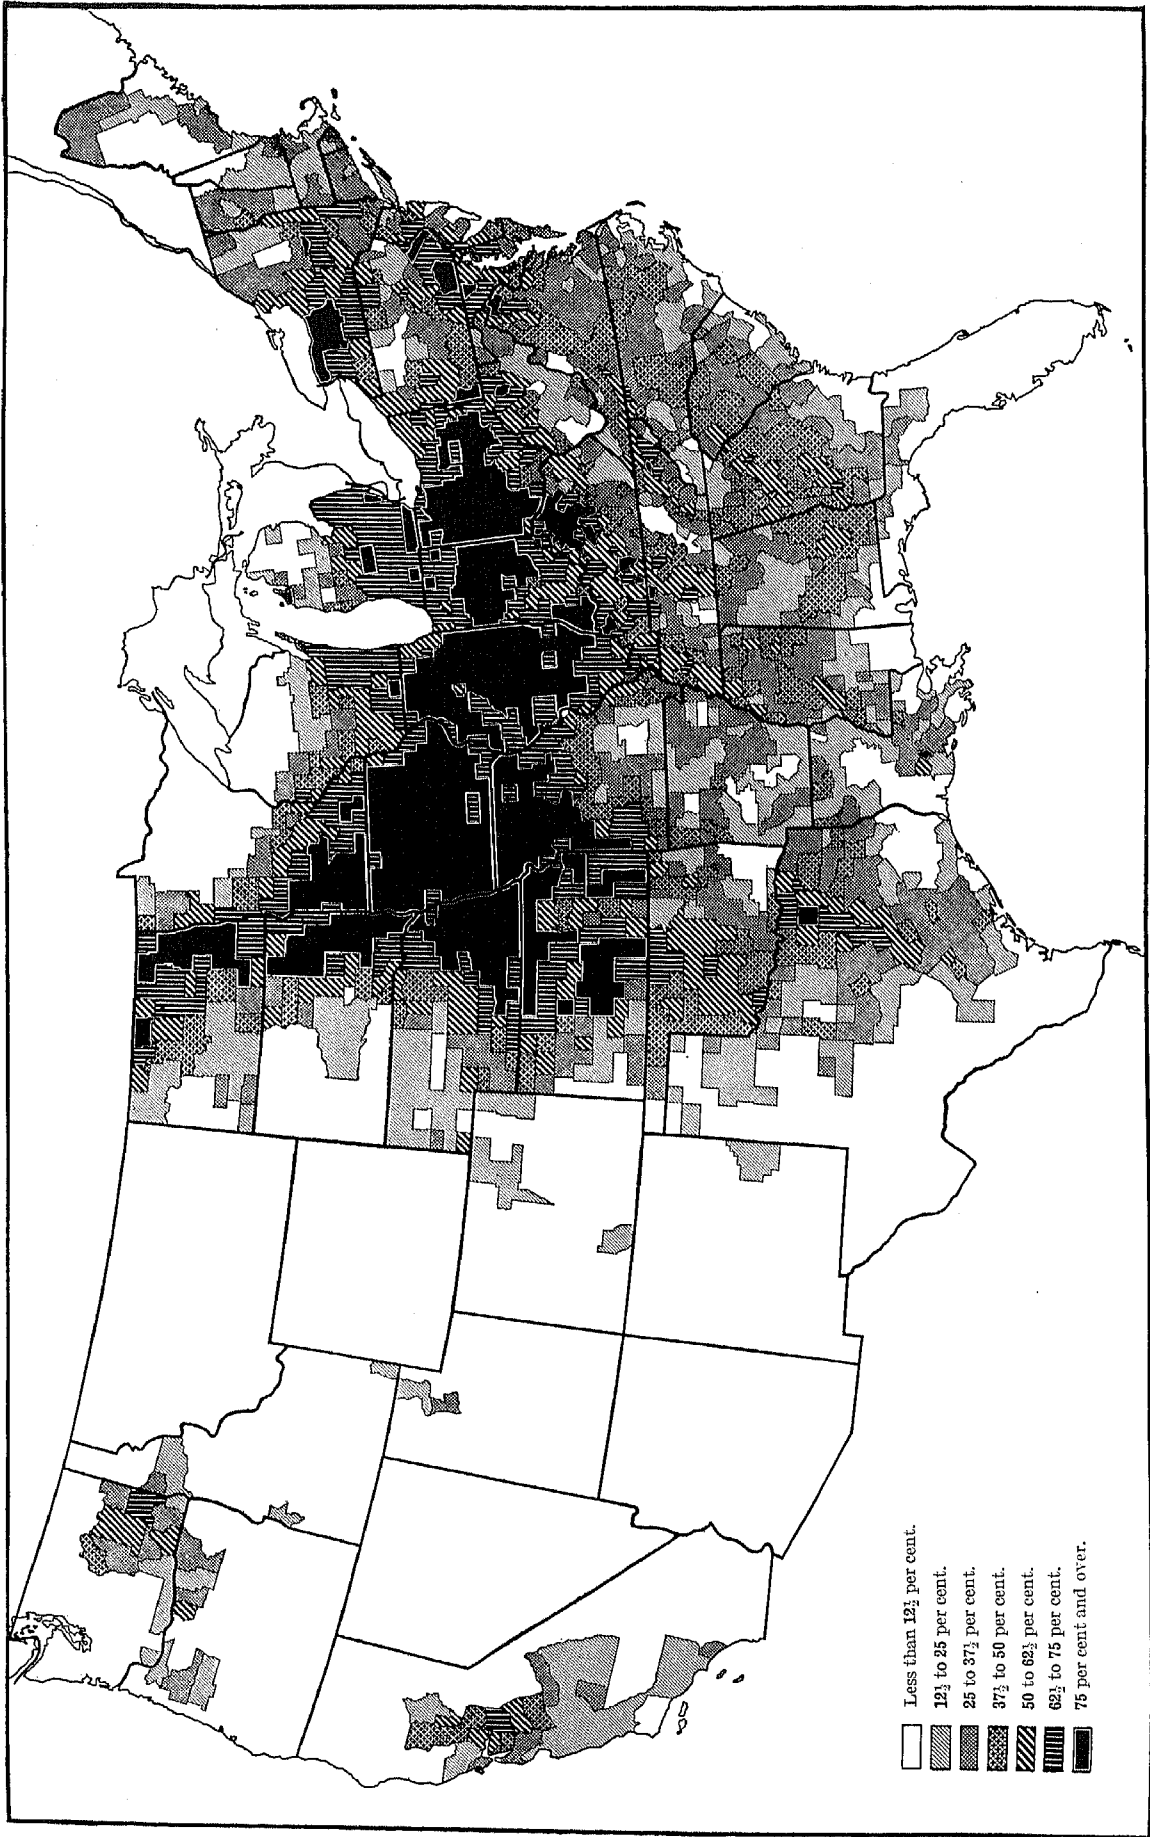 Less than 12½ per cent.
12½ to 25 per cent.
25 to 37½ per cent.
37½ to 50 per cent.
50 to 62½ per cent.
62½ to 75 per cent.
75 per cent and over.